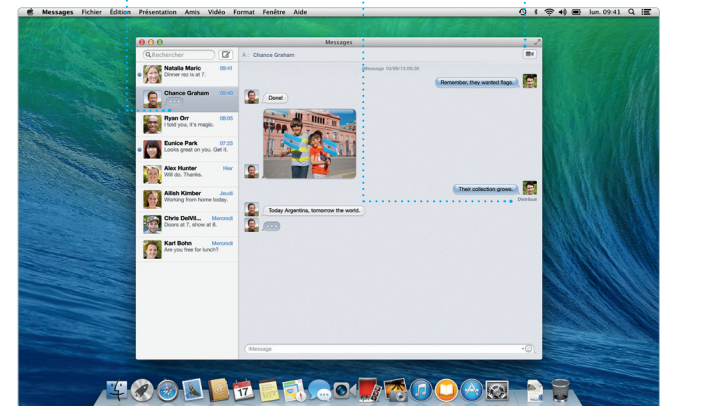 Messages Fichier Édition Présentation Amis Vidéo Format Fenêtre Aide lun. 09:41
Messages
Rechercher
À : Chance Graham
Natalia Maric 09:41
Dinner rez is at 7.
Chance Graham 09:40
Ryan Orr 08:05
I told you, it's magic.
Eunice Park 07:23
Looks great on you. Get it.
Alex Hunter Hier
Will do. Thanks.
Ailish Kimber Jeudi
Working from home today.
Chris DelVil... Mercredi
Doors at 7, show at 8.
Karl Bohn Mercredi
Are you free for lunch?
iMessage
Remember, they wanted flags.
Done!
Their collection grows.
Distribué
Today Argentina, tomorrow the world.
iMessage
17